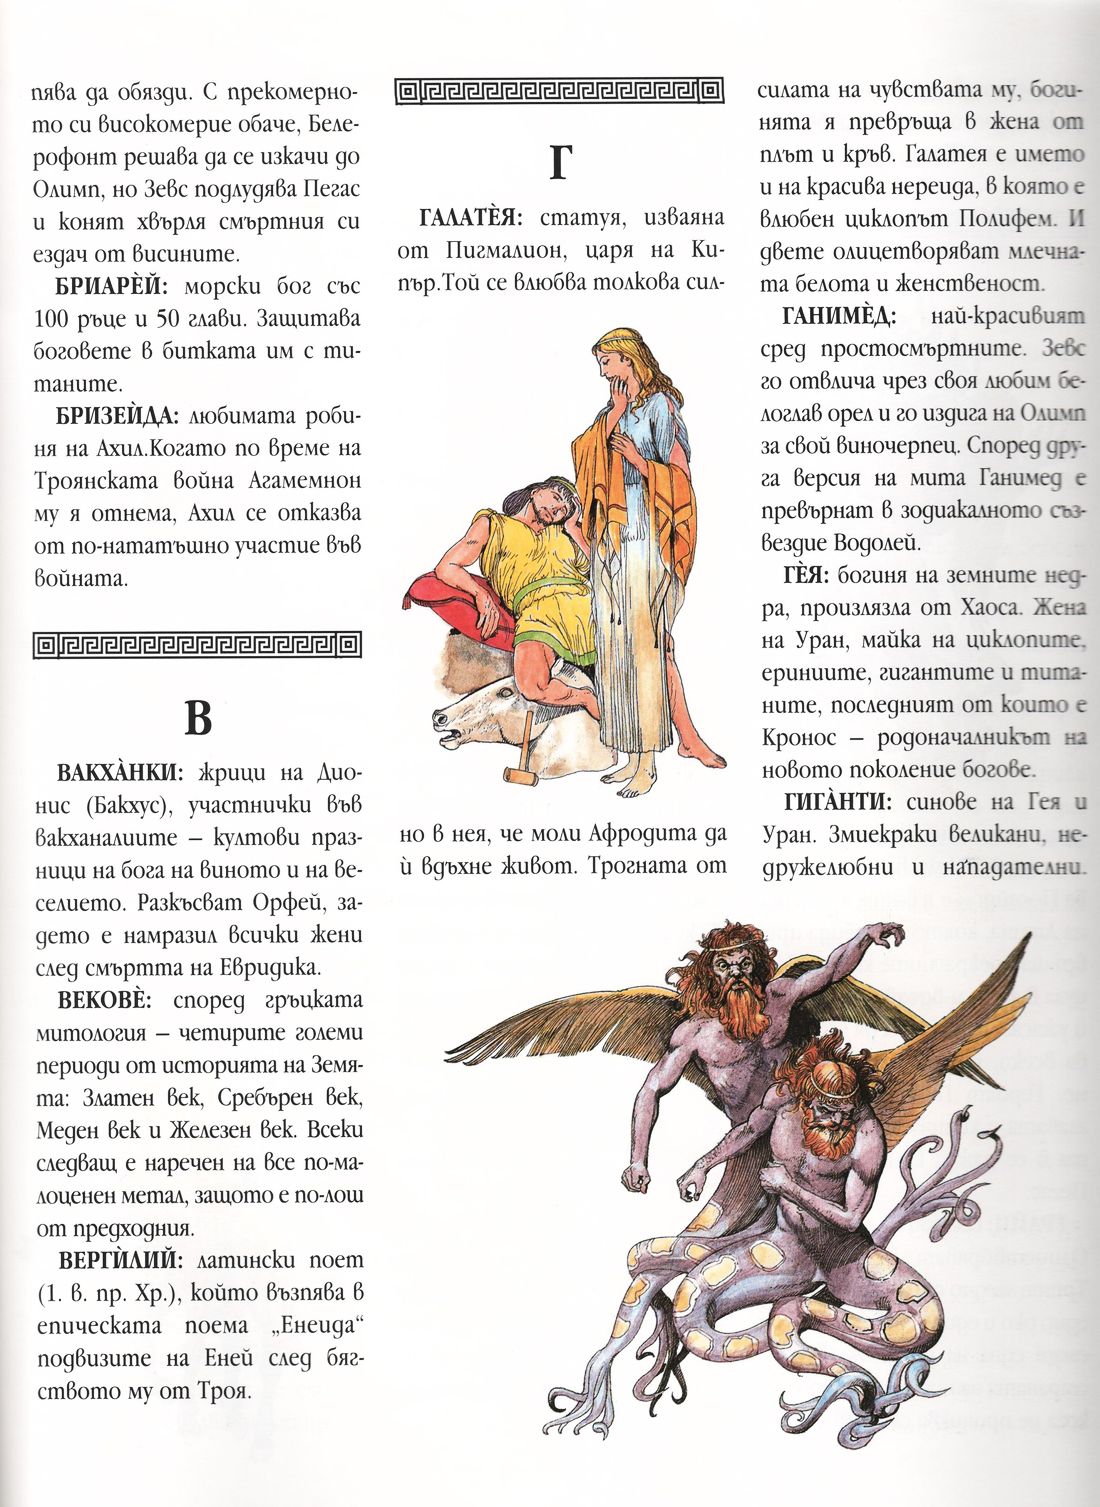 пява да обязди. С прекомерно-
то си високомерие обаче, Беле-
рофонт решава да се изкачи до
Олимп, но Зевс подлудява Пегас
и конят хвърля смъртния си
ездач от висините.
БРИАРЀЙ: морски бог със
100 ръце и 50 глави. Защитава
боговете в битката им с ти-
таните.
БРИЗЕЍДА: любимата роби-
ня на Ахил.Когато по време на
Троянската война Агамемнон
му я отнема, Ахил се отказва
от по-нататъшно участие във
войната.
В
ВАКХА̀НКИ: жрици на Дио-
нис (Бакхус), участнички във
вакханалиите – култови праз-
ници на бога на виното и на ве-
селието. Разкъсват Орфей, за-
дето е намразил всички жени
след смъртта на Евридика.
ВЕКОВЀ: според гръцката
митология – четирите големи
периоди от историята на Земя-
та: Златен век, Сребърен век,
Меден век и Железен век. Всеки
следващ е наречен на все по-ма-
лоценен метал, защото е по-лош
от предходния.
ВЕРГЍЛИЙ: латински поет
(1. в. пр. Хр.), който възпява в
епическата поема „Енеида“
подвизите на Еней след бяг-
ството му от Троя.
Г
ГАЛАТЀЯ: статуя, изваяна
от Пигмалион, царя на Ки-
пър.Той се влюбва толкова сил-
но в нея, че моли Афродита да
ѝ вдъхне живот. Трогната от
силата на чувствата му, боги-
нята я превръща в жена от
плът и кръв. Галатея е името
и на красива нереида, в която е
влюбен циклопът Полифем. И
двете олицетворяват млечна-
та белота и женственост.
ГАНИМЀД: най-красивият
сред простосмъртните. Зевс
го отвлича чрез своя любим бе-
логлав орел и го издига на Олимп
за свой виночерпец. Според дру-
га версия на мита Ганимед е
превърнат в зодиакалното съз-
вездие Водолей.
ГЀЯ: богиня на земните нед-
ра, произлязла от Хаоса. Жена
на Уран, майка на циклопите,
ериниите, гигантите и тита-
ните, последният от които е
Кронос – родоначалникът на
новото поколение богове.
ГИГА̀НТИ: синове на Гея и
Уран. Змиекраки великани, не-
дружелюбни и нападателни.